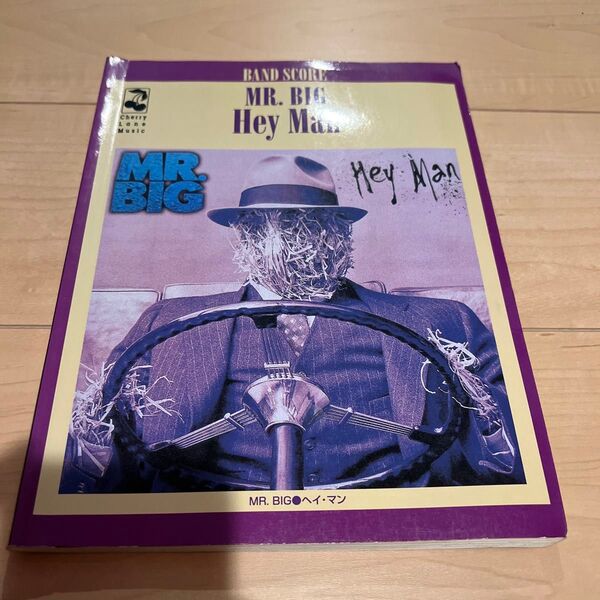 BAND SCORE
MR. BIG
Hey Man
Cherry
Lane
Music
MR.
BIG
Hey Man
MR. BIG●ヘイ・マン